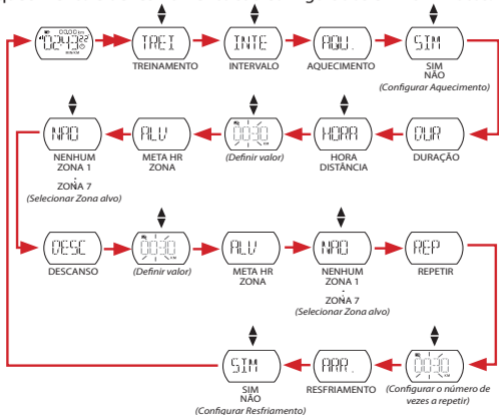 TREI INTE AQU. SIM
TREINAMENTO INTERVALO AQUECIMENTO SIM
NÃO
(Configurar Aquecimento)
NAO ALV 00:30 HORA DUR
NENHUM META HR (Definir valor) HORA DURAÇÃO
ZONA 1 ZONA DISTÂNCIA
.
.
ZONA 7
(Selecionar Zona alvo)
DESC 00:30 ALV NAO REP
DESCANSO (Definir valor) META HR NENHUM REPETIR
ZONA ZONA 1
.
.
ZONA 7
(Selecionar Zona alvo)
SIM ARR. 00:30
SIM RESFRIAMENTO (Configurar o número de
NÃO vezes a repetir)
(Configurar Resfriamento)